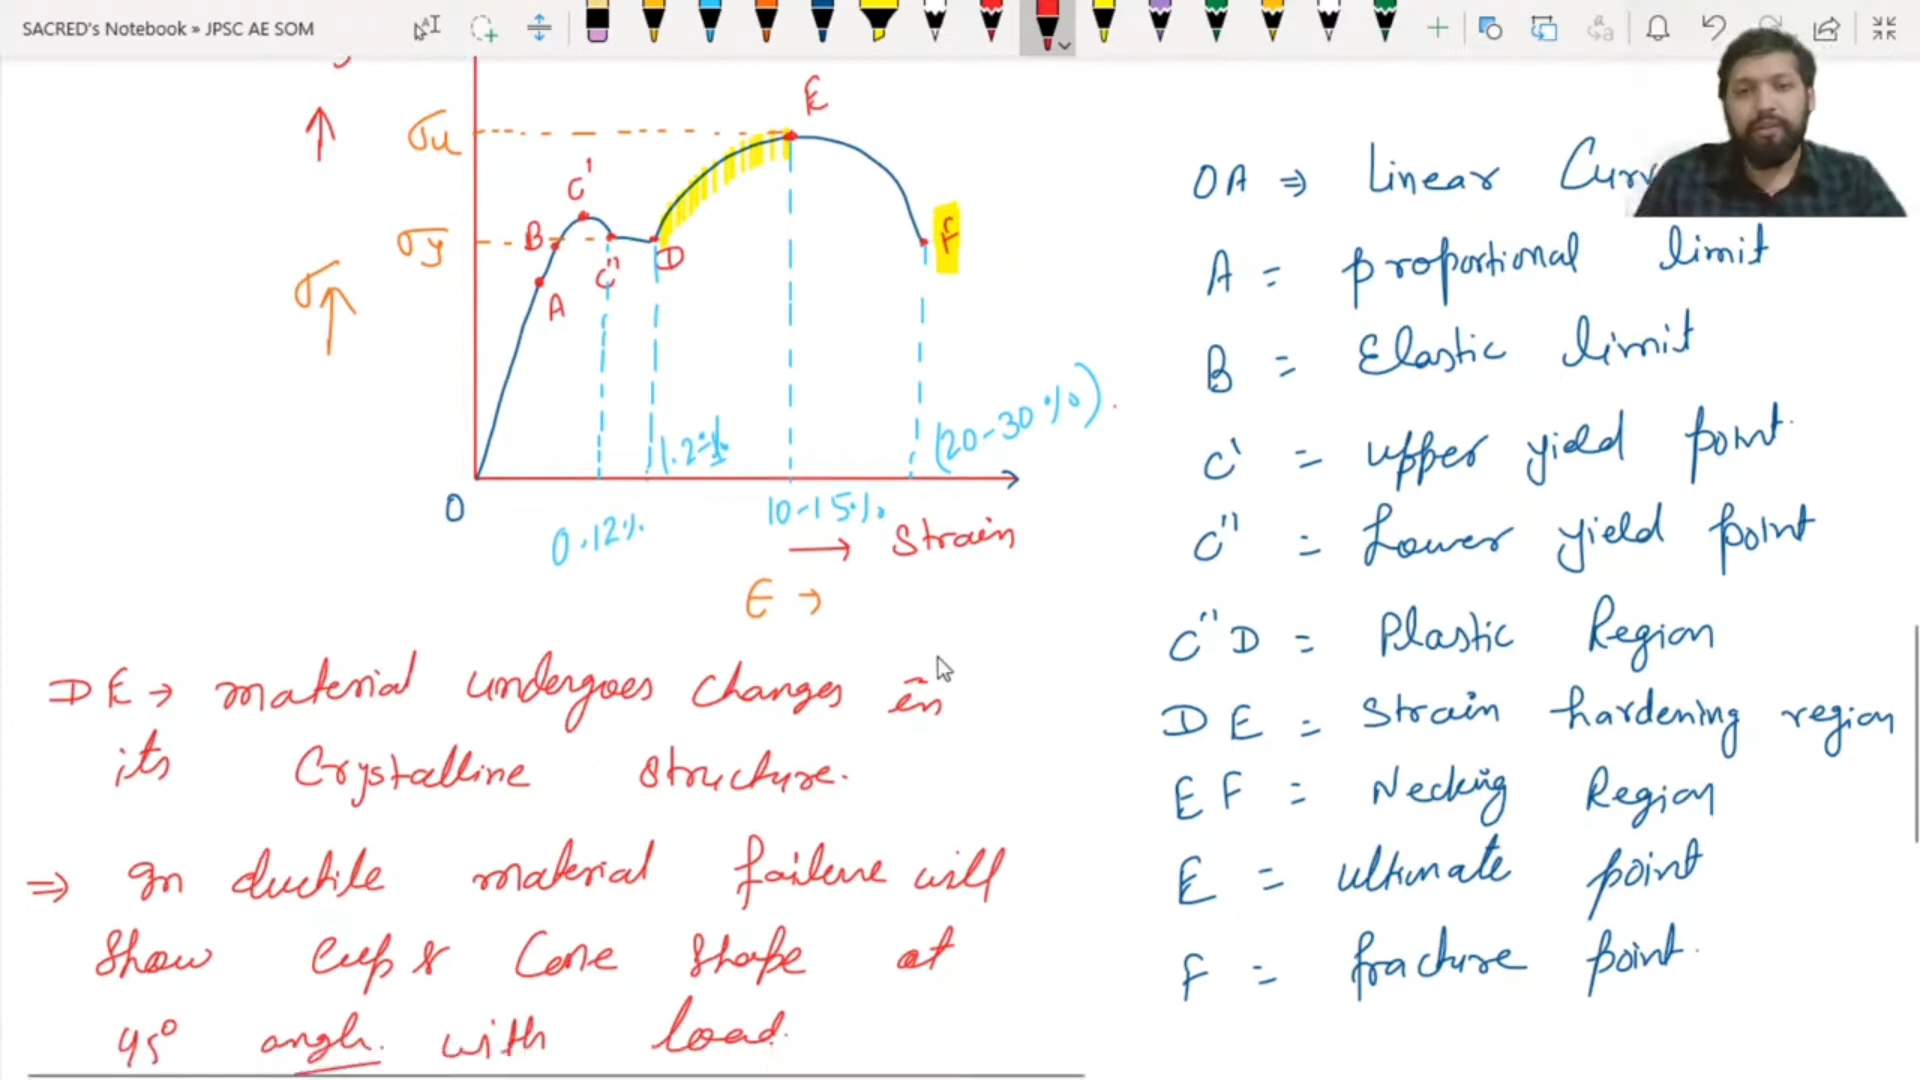 SACRED's Notebook » JPSC AE SOM
E
σu
C'
B
σy
C"
D
F
A
σ
OA ⇒ Linear Curv
A = proportional limit
B = Elastic limit
C' = upper yield point.
C" = Lower yield point
C"D = Plastic Region
DE = Strain hardening region
EF = Necking Region
E = ultimate point
F = fracture point.
1.2%
(20-30%).
O
0.12%
10-15%
→ Strain
E →
DE → material undergoes changes in
its Crystalline structure.
⇒ In ductile material failure will
Show Cup & Cone Shape at
45° angle. with load.